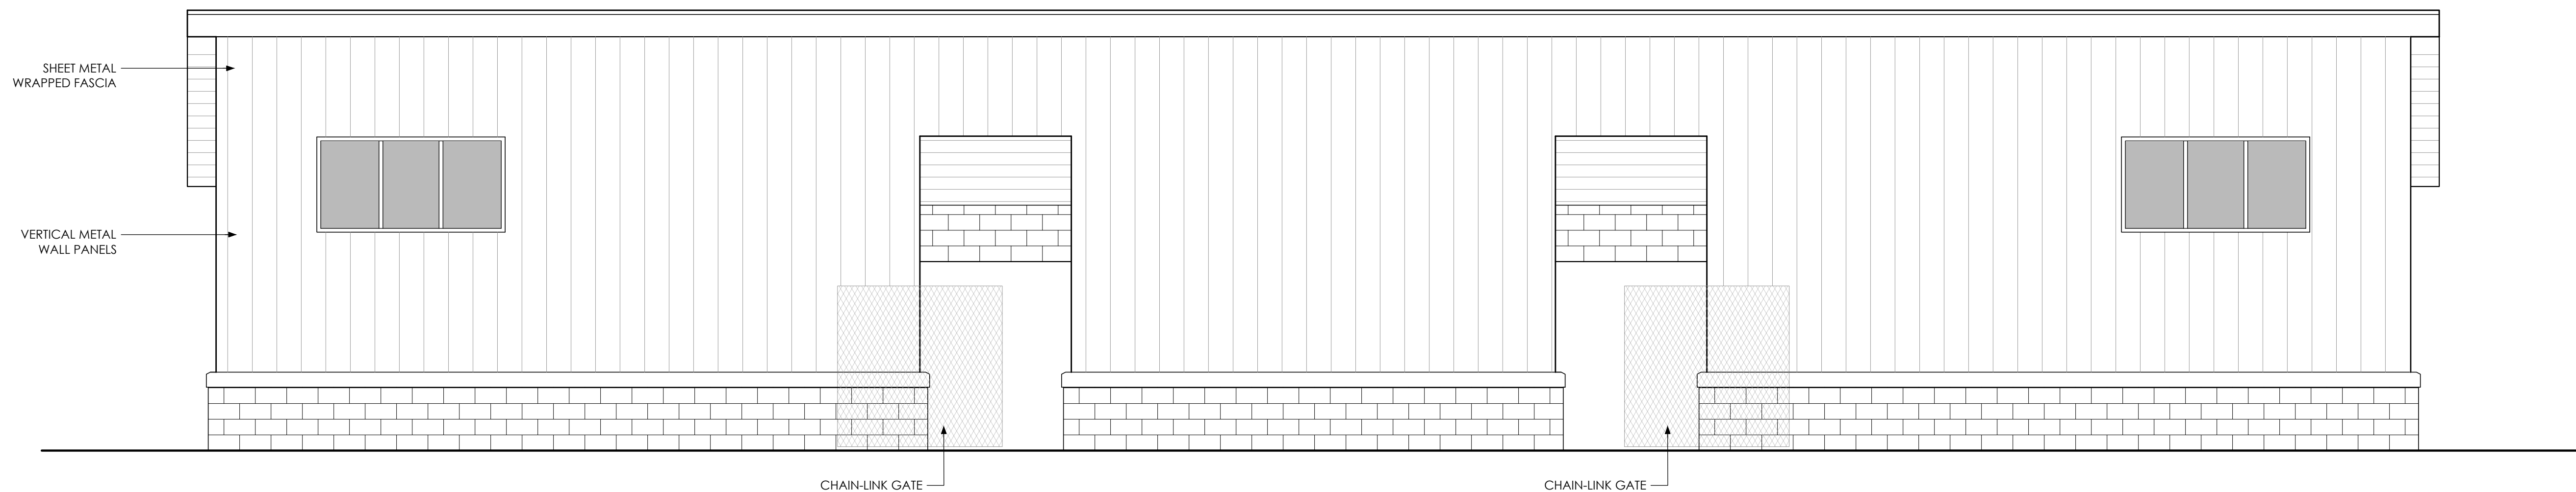 SHEET METAL
WRAPPED FASCIA
VERTICAL METAL
WALL PANELS
CHAIN-LINK GATE
CHAIN-LINK GATE